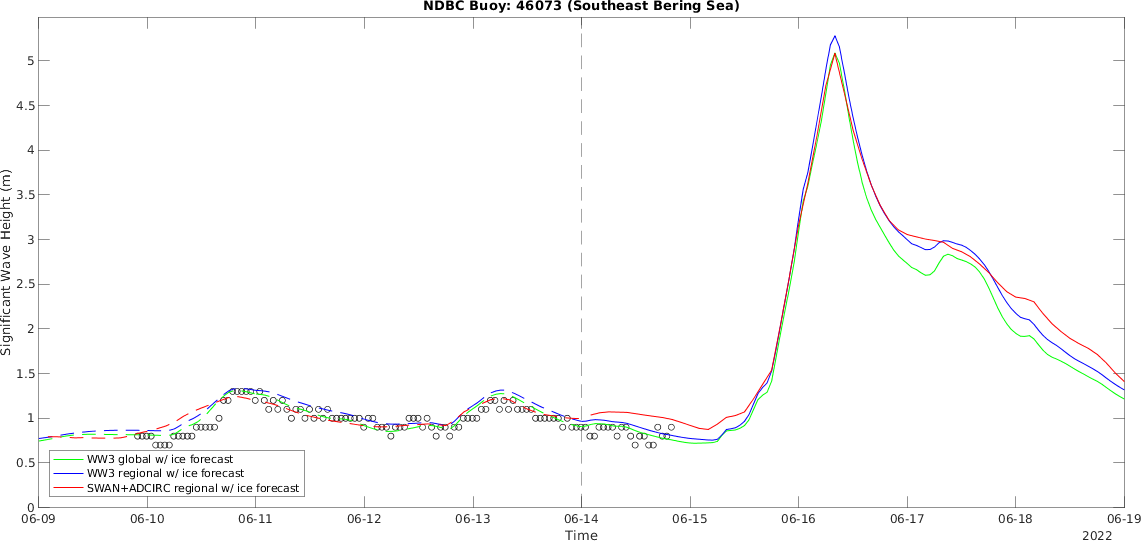 NDBC Buoy: 46073 (Southeast Bering Sea)
Significant Wave Height (m)
5
4.5
4
3.5
3
2.5
2
1.5
1
0.5
0
WW3 global w/ ice forecast
WW3 regional w/ ice forecast
SWAN+ADCIRC regional w/ ice forecast
06-09 06-10 06-11 06-12 06-13 06-14 06-15 06-16 06-17 06-18 06-19
Time
2022